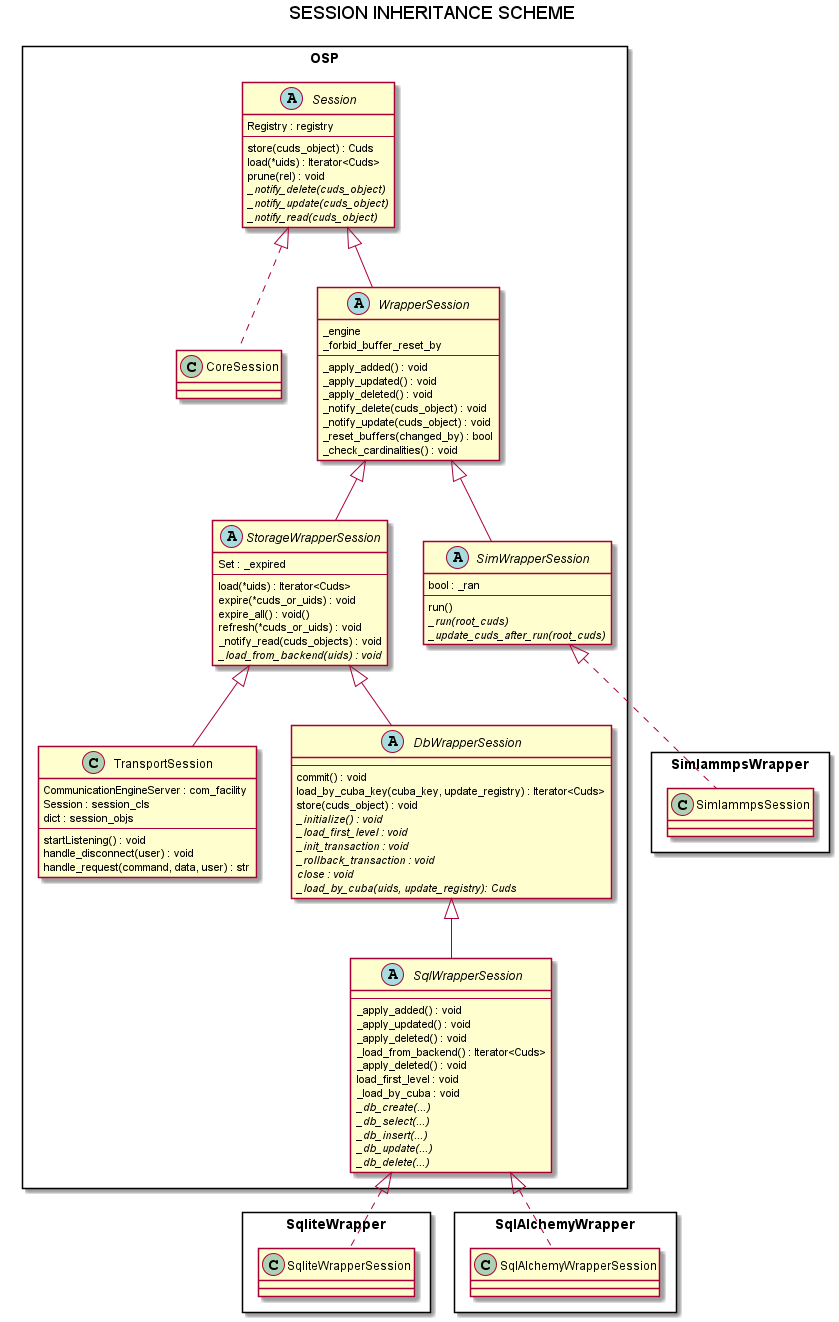 SESSION INHERITANCE SCHEME
OSP
A Session
Registry : registry
store(cuds_object) : Cuds
load(*uids) : Iterator<Cuds>
prune(rel) : void
_notify_delete(cuds_object)
_notify_update(cuds_object)
_notify_read(cuds_object)
A WrapperSession
_engine
_forbid_buffer_reset_by
_apply_added() : void
_apply_updated() : void
_apply_deleted() : void
_notify_delete(cuds_object) : void
_notify_update(cuds_object) : void
_reset_buffers(changed_by) : bool
_check_cardinalities() : void
C CoreSession
A StorageWrapperSession
Set : _expired
load(*uids) : Iterator<Cuds>
expire(*cuds_or_uids) : void
expire_all() : void()
refresh(*cuds_or_uids) : void
_notify_read(cuds_objects) : void
_load_from_backend(uids) : void
A SimWrapperSession
bool : _ran
run()
_run(root_cuds)
_update_cuds_after_run(root_cuds)
C TransportSession
CommunicationEngineServer : com_facility
Session : session_cls
dict : session_objs
startListening() : void
handle_disconnect(user) : void
handle_request(command, data, user) : str
A DbWrapperSession
commit() : void
load_by_cuba_key(cuba_key, update_registry) : Iterator<Cuds>
store(cuds_object) : void
_initialize() : void
_load_first_level : void
_init_transaction : void
_rollback_transaction : void
close : void
_load_by_cuba(uids, update_registry): Cuds
SimlammpsWrapper
C SimlammpsSession
A SqlWrapperSession
_apply_added() : void
_apply_updated() : void
_apply_deleted() : void
_load_from_backend() : Iterator<Cuds>
_apply_deleted() : void
load_first_level : void
_load_by_cuba : void
_db_create(...)
_db_select(...)
_db_insert(...)
_db_update(...)
_db_delete(...)
SqliteWrapper
C SqliteWrapperSession
SqlAlchemyWrapper
C SqlAlchemyWrapperSession